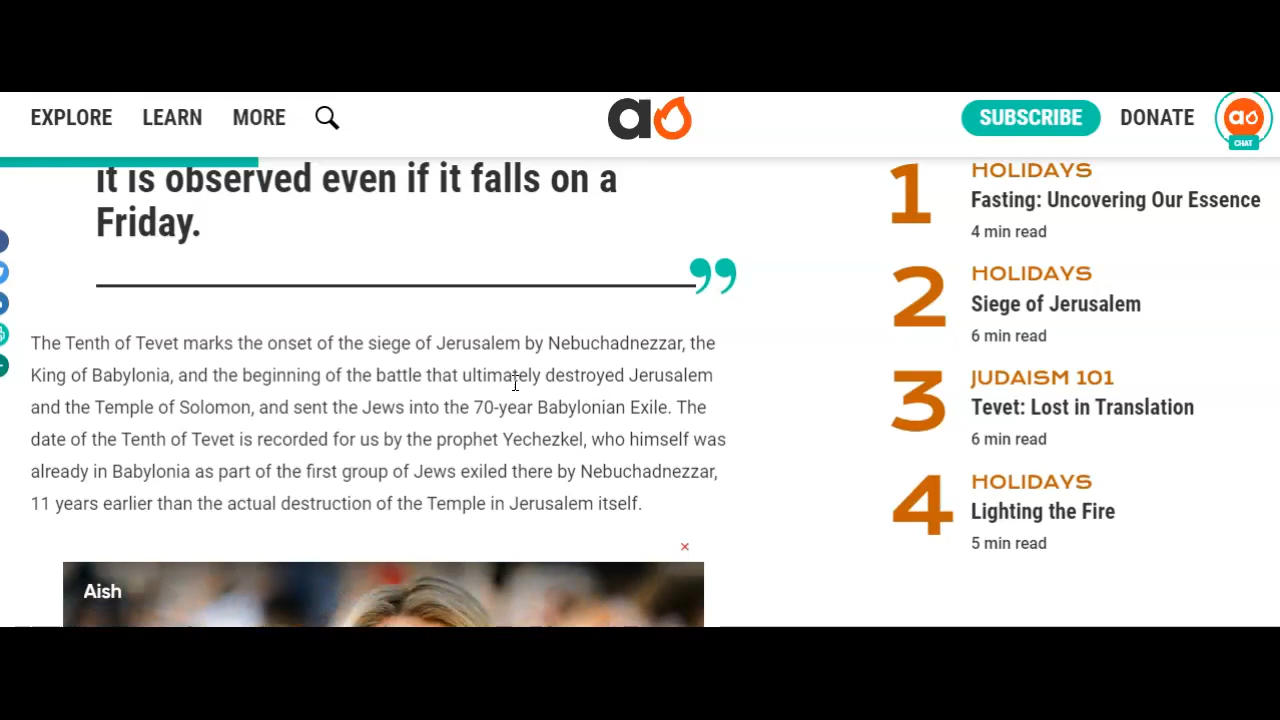 EXPLORE LEARN MORE SUBSCRIBE DONATE
CHAT
it is observed even if it falls on a
Friday.
”
The Tenth of Tevet marks the onset of the siege of Jerusalem by Nebuchadnezzar, the
King of Babylonia, and the beginning of the battle that ultimately destroyed Jerusalem
and the Temple of Solomon, and sent the Jews into the 70-year Babylonian Exile. The
date of the Tenth of Tevet is recorded for us by the prophet Yechezkel, who himself was
already in Babylonia as part of the first group of Jews exiled there by Nebuchadnezzar,
11 years earlier than the actual destruction of the Temple in Jerusalem itself.
Aish
1 HOLIDAYS
Fasting: Uncovering Our Essence
4 min read
2 HOLIDAYS
Siege of Jerusalem
6 min read
3 JUDAISM 101
Tevet: Lost in Translation
6 min read
4 HOLIDAYS
Lighting the Fire
5 min read